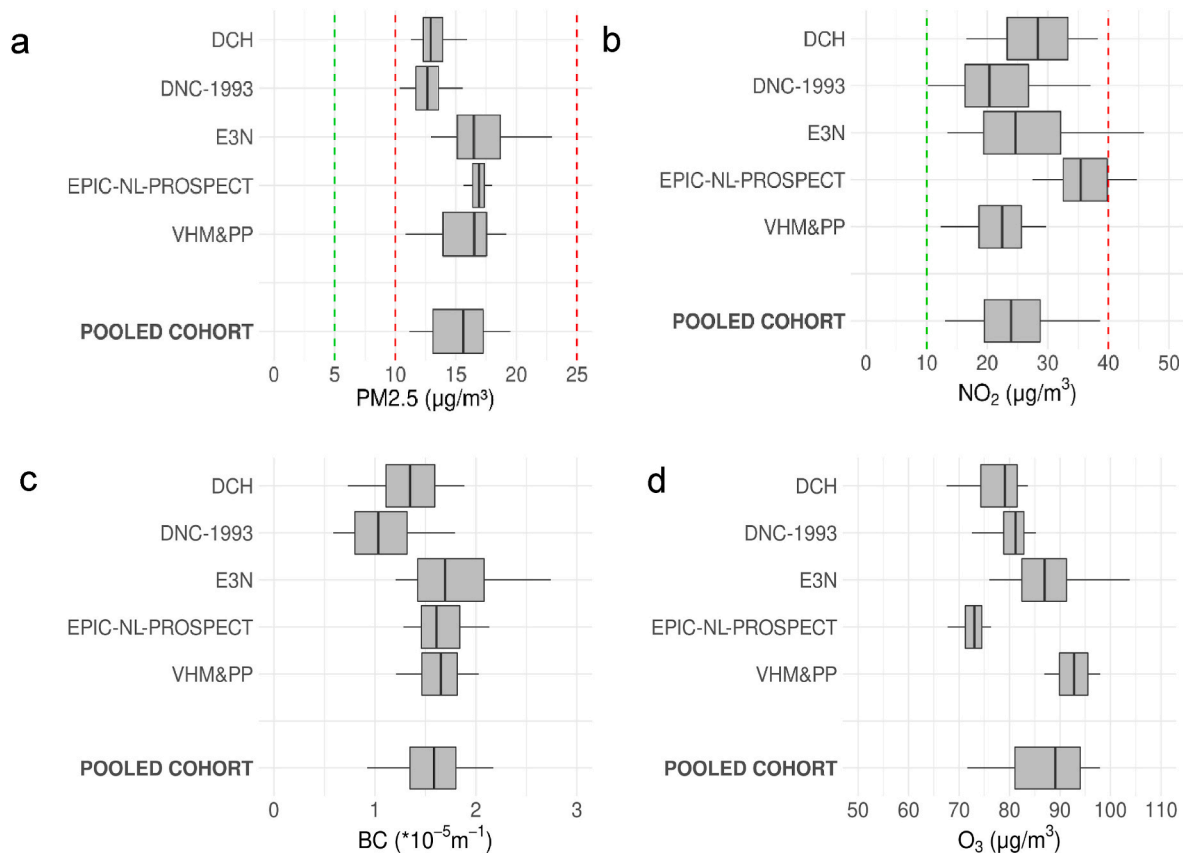 a
DCH
DNC-1993
E3N
EPIC-NL-PROSPECT
VHM&PP
POOLED COHORT
0 5 10 15 20 25
PM2.5 (µg/m³)
b
DCH
DNC-1993
E3N
EPIC-NL-PROSPECT
VHM&PP
POOLED COHORT
0 10 20 30 40 50
NO₂ (µg/m³)
c
DCH
DNC-1993
E3N
EPIC-NL-PROSPECT
VHM&PP
POOLED COHORT
0 1 2 3
BC (*10⁻⁵m⁻¹)
d
DCH
DNC-1993
E3N
EPIC-NL-PROSPECT
VHM&PP
POOLED COHORT
50 60 70 80 90 100 110
O₃ (µg/m³)